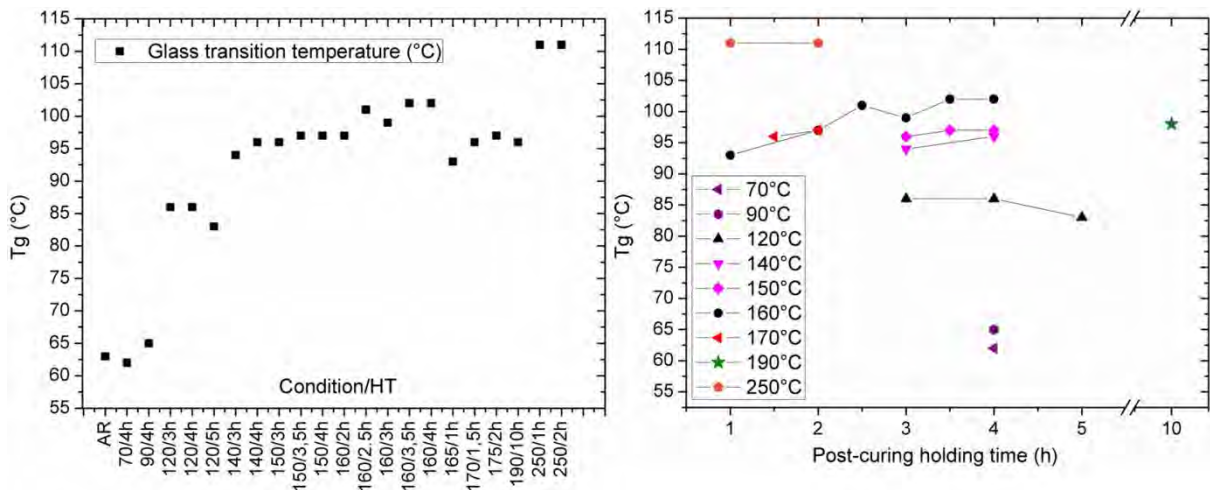 115
110
105
100
95
90
85
80
75
70
65
60
55
Tg (°C)
Glass transition temperature (°C)
Condition/HT
AR
70/4h
90/4h
120/3h
120/4h
120/5h
140/3h
140/4h
150/3h
150/3,5h
150/4h
160/2h
160/2.5h
160/3h
160/3,5h
160/4h
165/1h
170/1,5h
175/2h
190/10h
250/1h
250/2h
115
110
105
100
95
90
85
80
75
70
65
60
55
Tg (°C)
70°C
90°C
120°C
140°C
150°C
160°C
170°C
190°C
250°C
1
2
3
4
5
10
Post-curing holding time (h)